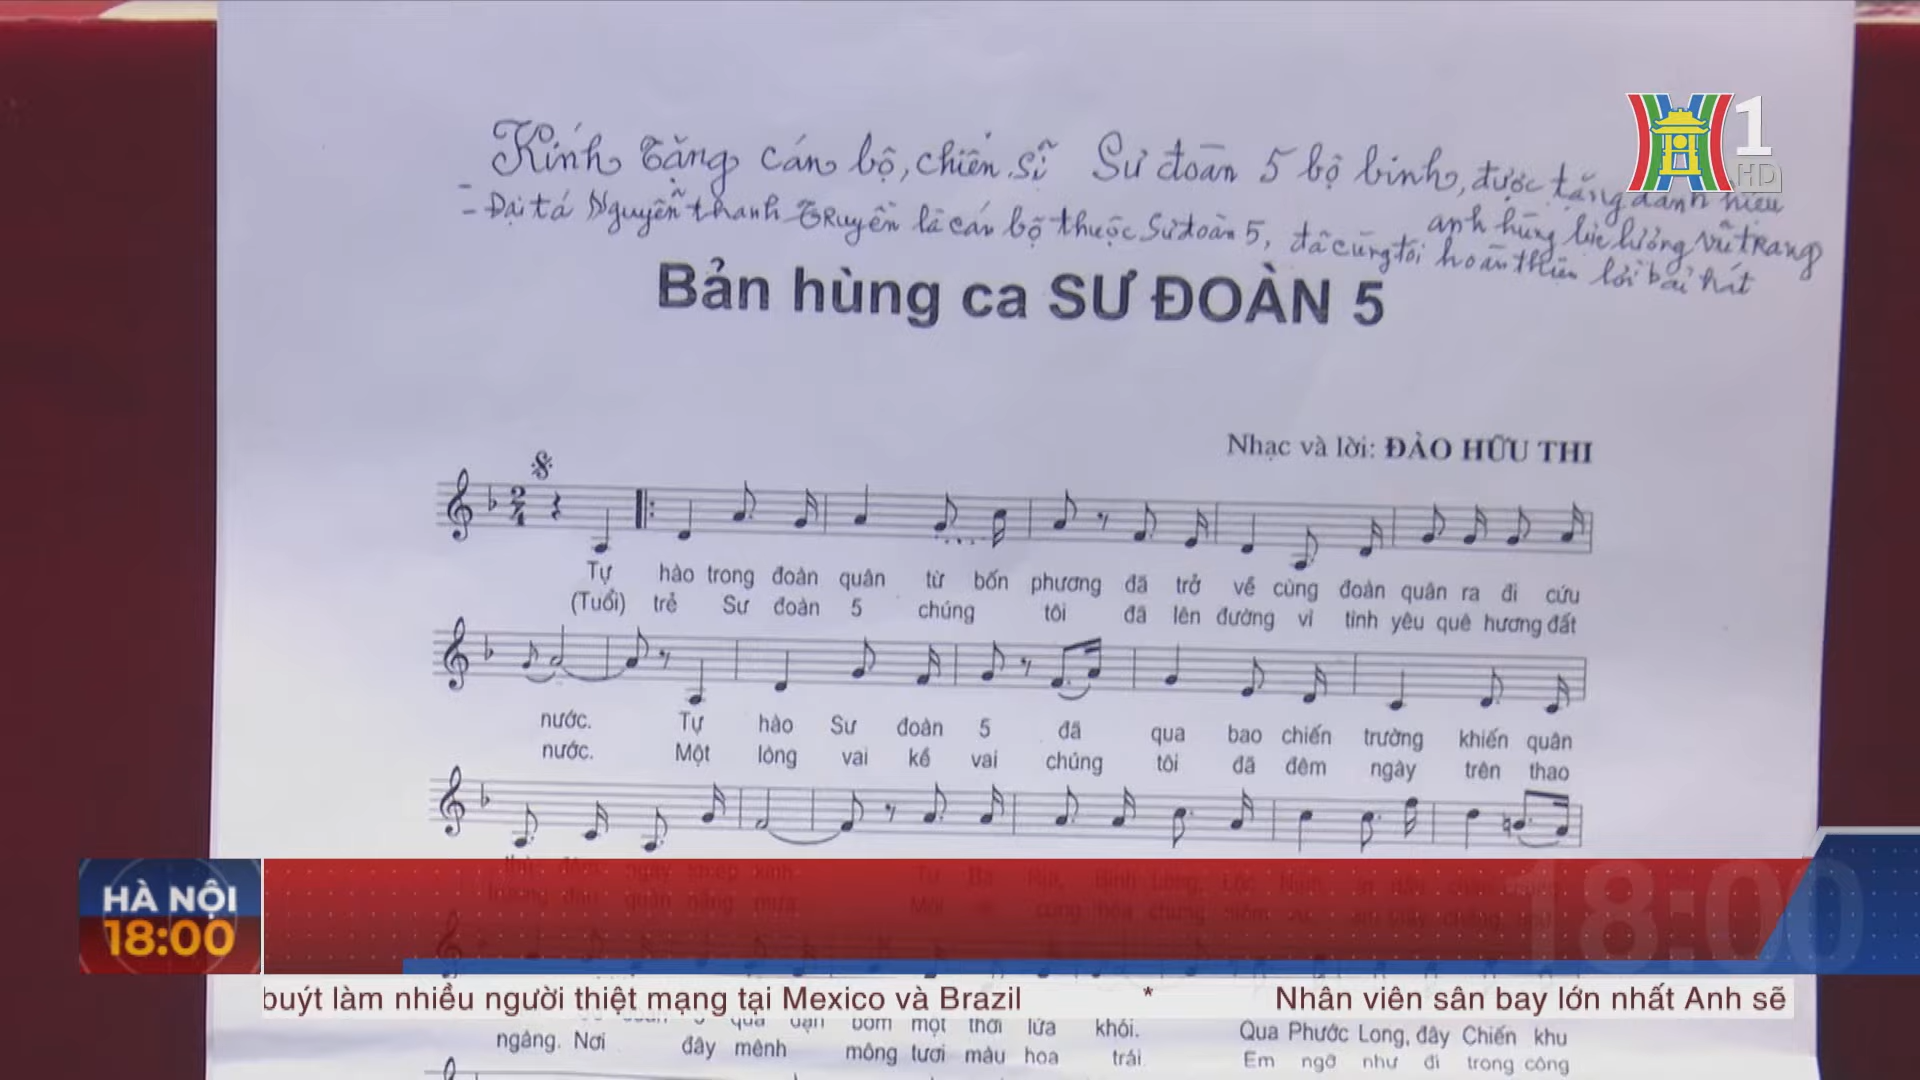 1
HD
Kính tặng cán bộ, chiến sĩ Sư đoàn 5 bộ binh, được tặng danh hiệu
anh hùng lực lượng vũ trang
- Đại tá Nguyễn Thanh Truyền là cán bộ thuộc Sư đoàn 5, đã cùng tôi hoàn thiện lời bài hát
Bản hùng ca SƯ ĐOÀN 5
Nhạc và lời: ĐÀO HỮU THI
Tự hào trong đoàn quân từ bốn phương đã trở về cùng đoàn quân ra đi cứu
(Tuổi) trẻ Sư đoàn 5 chúng tôi đã lên đường vì tình yêu quê hương đất
nước. Tự hào Sư đoàn 5 đã qua bao chiến trường khiến quân
nước. Một lòng vai kề vai chúng tôi đã đêm ngày trên thao
HÀ NỘI
18:00
18:00
buýt làm nhiều người thiệt mạng tại Mexico và Brazil * Nhân viên sân bay lớn nhất Anh sẽ
qua bạn bom một thời lửa khói. Qua Phước Long, đây Chiến khu
ngàng. Nơi đây mênh mông tươi màu hoa trái Em ngỡ như đi trong công